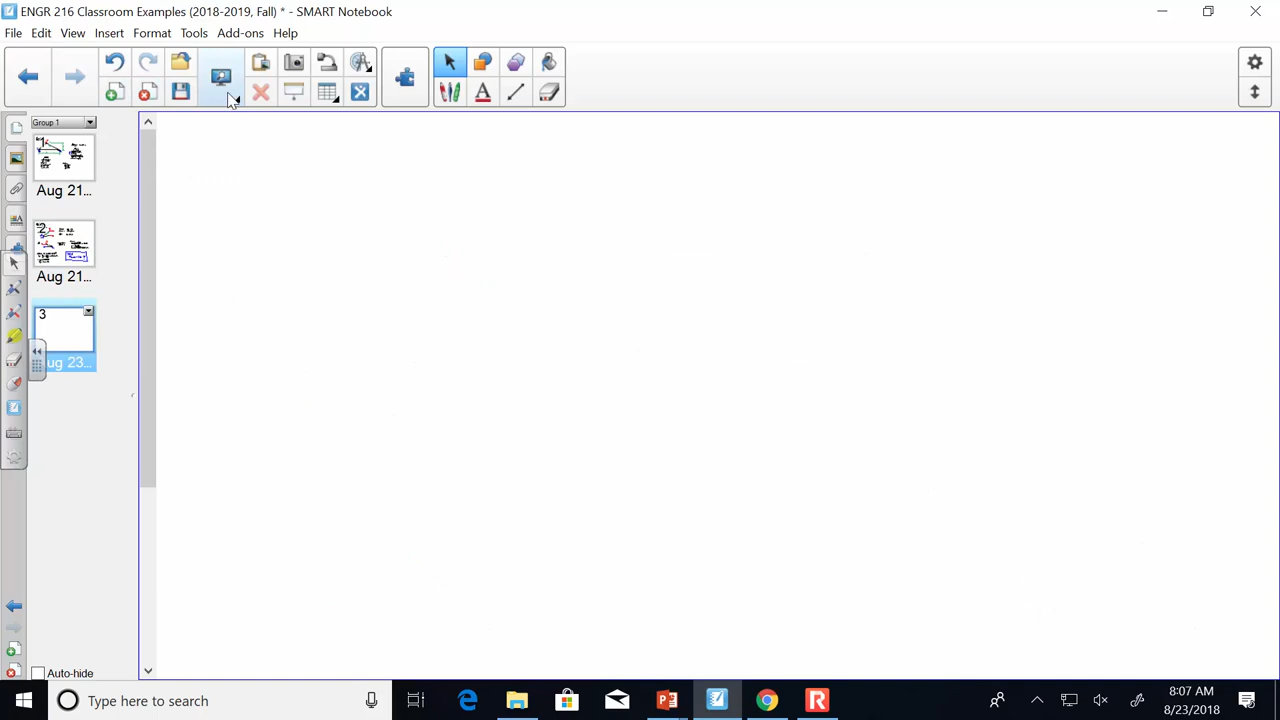 ENGR 216 Classroom Examples (2018-2019, Fall) * - SMART Notebook
File Edit View Insert Format Tools Add-ons Help
Group 1
1
Aug 21...
2
Aug 21...
3
ug 23...
Auto-hide
Type here to search
8:07 AM
8/23/2018